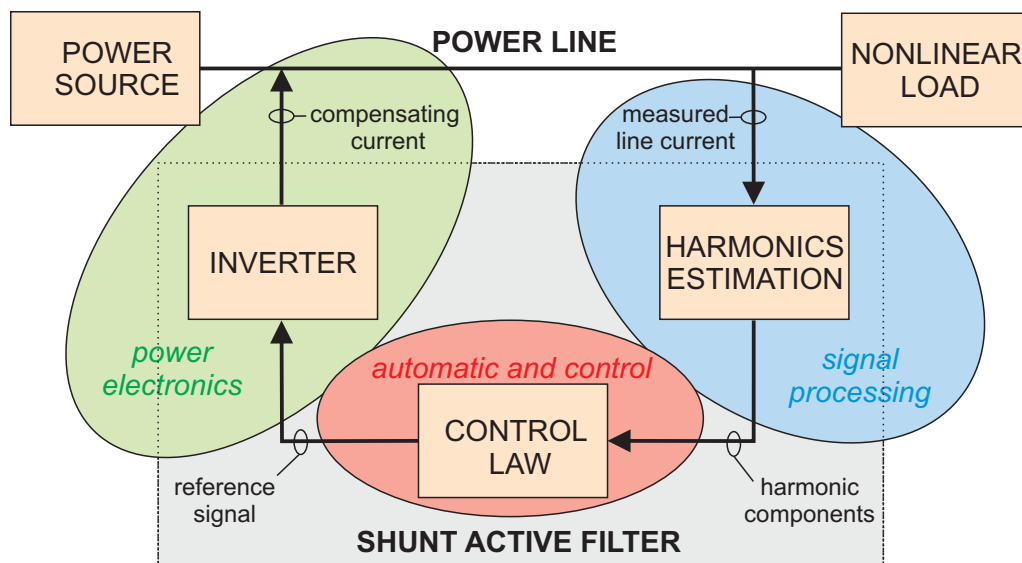 POWER
SOURCE
POWER LINE
NONLINEAR
LOAD
compensating
current
measured
line current
INVERTER
HARMONICS
ESTIMATION
power
electronics
automatic and control
signal
processing
CONTROL
LAW
reference
signal
harmonic
components
SHUNT ACTIVE FILTER